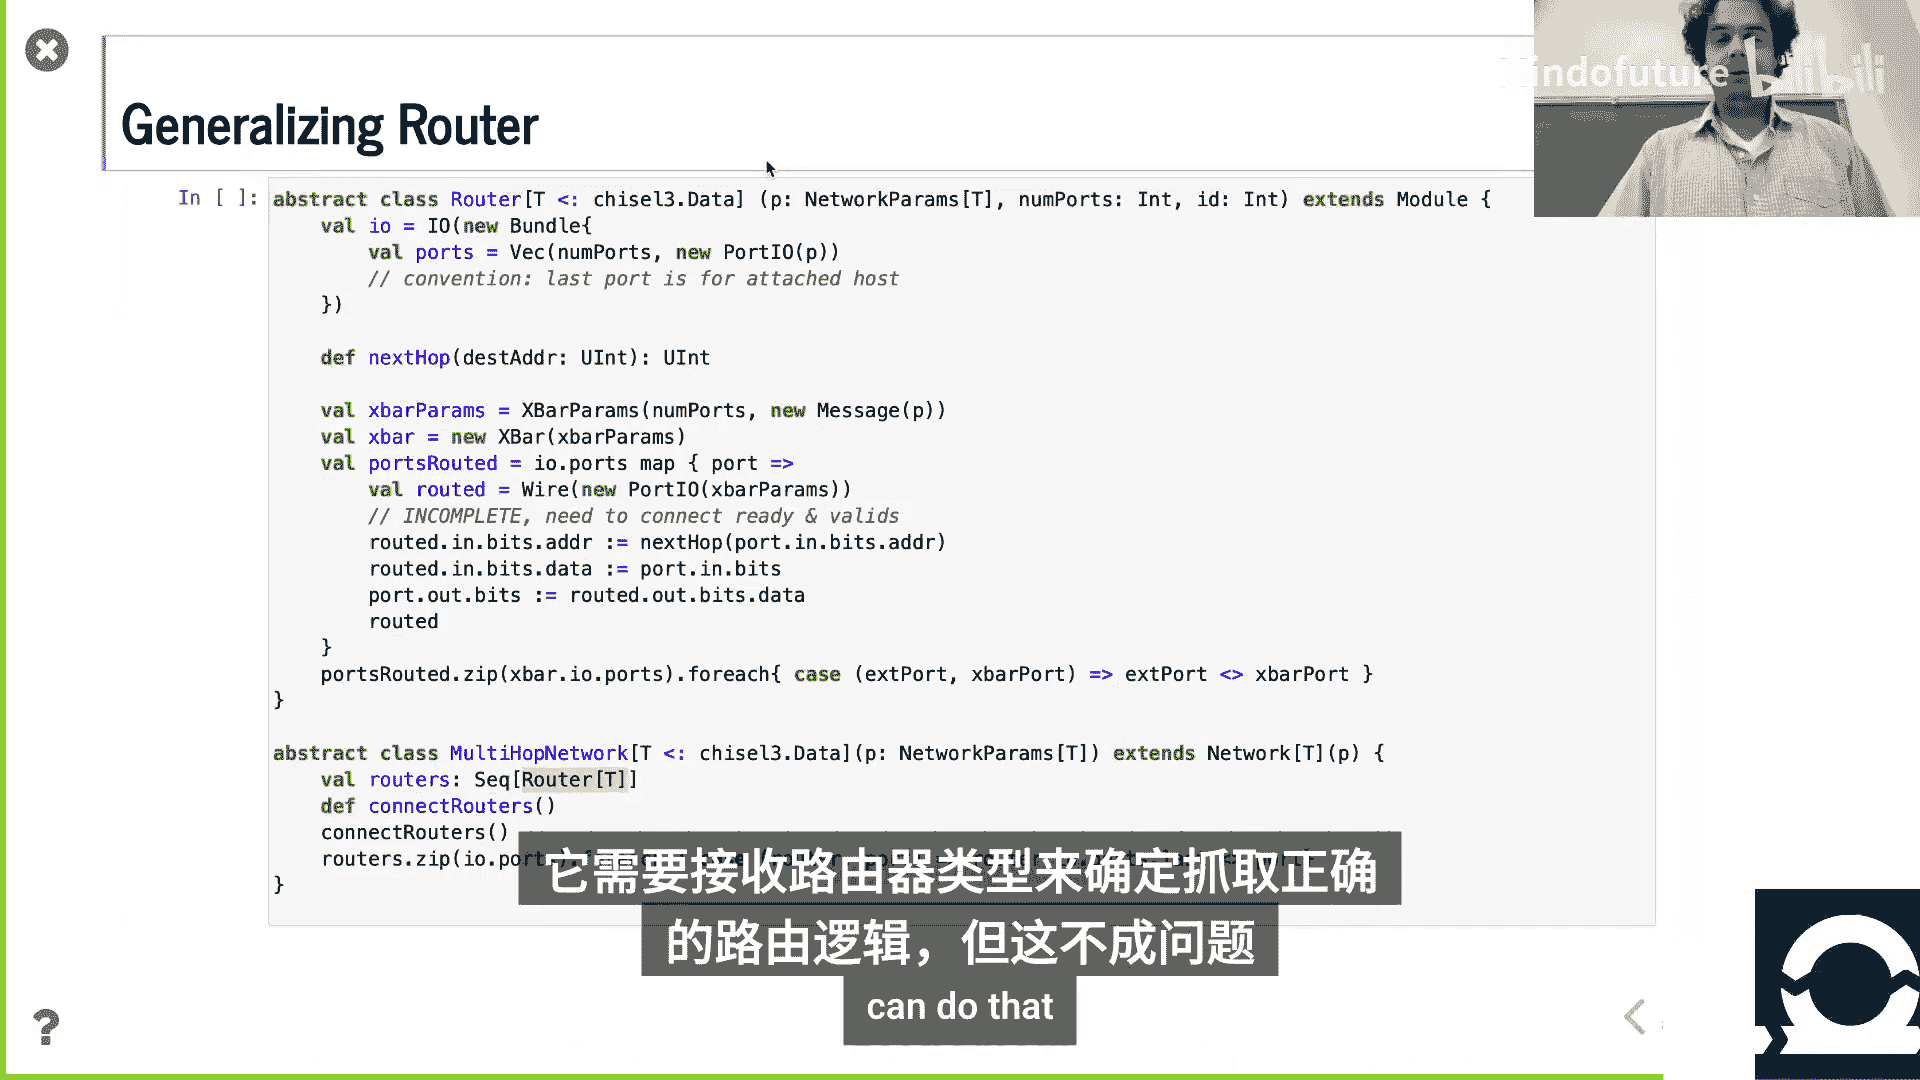 Generalizing Router
indofuture bilibili
In [ ]:
abstract class Router[T <: chisel3.Data] (p: NetworkParams[T], numPorts: Int, id: Int) extends Module {
val io = IO(new Bundle{
val ports = Vec(numPorts, new PortIO(p))
// convention: last port is for attached host
})
def nextHop(destAddr: UInt): UInt
val xbarParams = XBarParams(numPorts, new Message(p))
val xbar = new XBar(xbarParams)
val portsRouted = io.ports map { port =>
val routed = Wire(new PortIO(xbarParams))
// INCOMPLETE, need to connect ready & valids
routed.in.bits.addr := nextHop(port.in.bits.addr)
routed.in.bits.data := port.in.bits
port.out.bits := routed.out.bits.data
routed
}
portsRouted.zip(xbar.io.ports).foreach{ case (extPort, xbarPort) => extPort <> xbarPort }
}
abstract class MultiHopNetwork[T <: chisel3.Data](p: NetworkParams[T]) extends Network[T](p) {
val routers: Seq[Router[T]]
def connectRouters()
connectRouters()
routers.zip(io.port
}
它需要接收路由器类型来确定抓取正确
的路由逻辑，但这不成问题
can do that
?